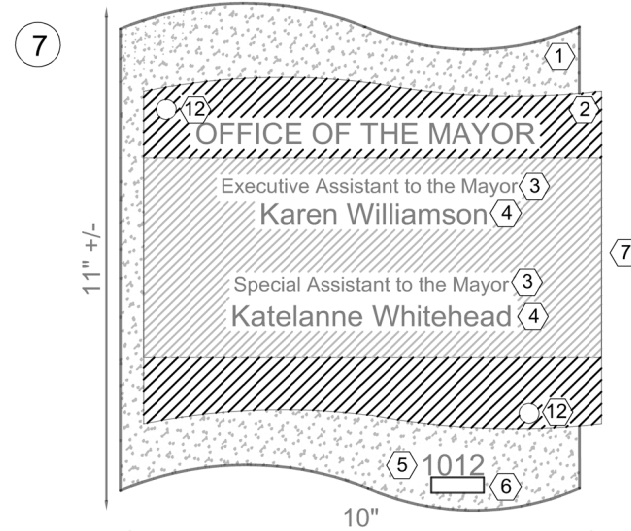 7
1
12
2
OFFICE OF THE MAYOR
Executive Assistant to the Mayor 3
Karen Williamson 4
7
11" +/-
Special Assistant to the Mayor 3
Katelanne Whitehead 4
12
5 1012
6
10"